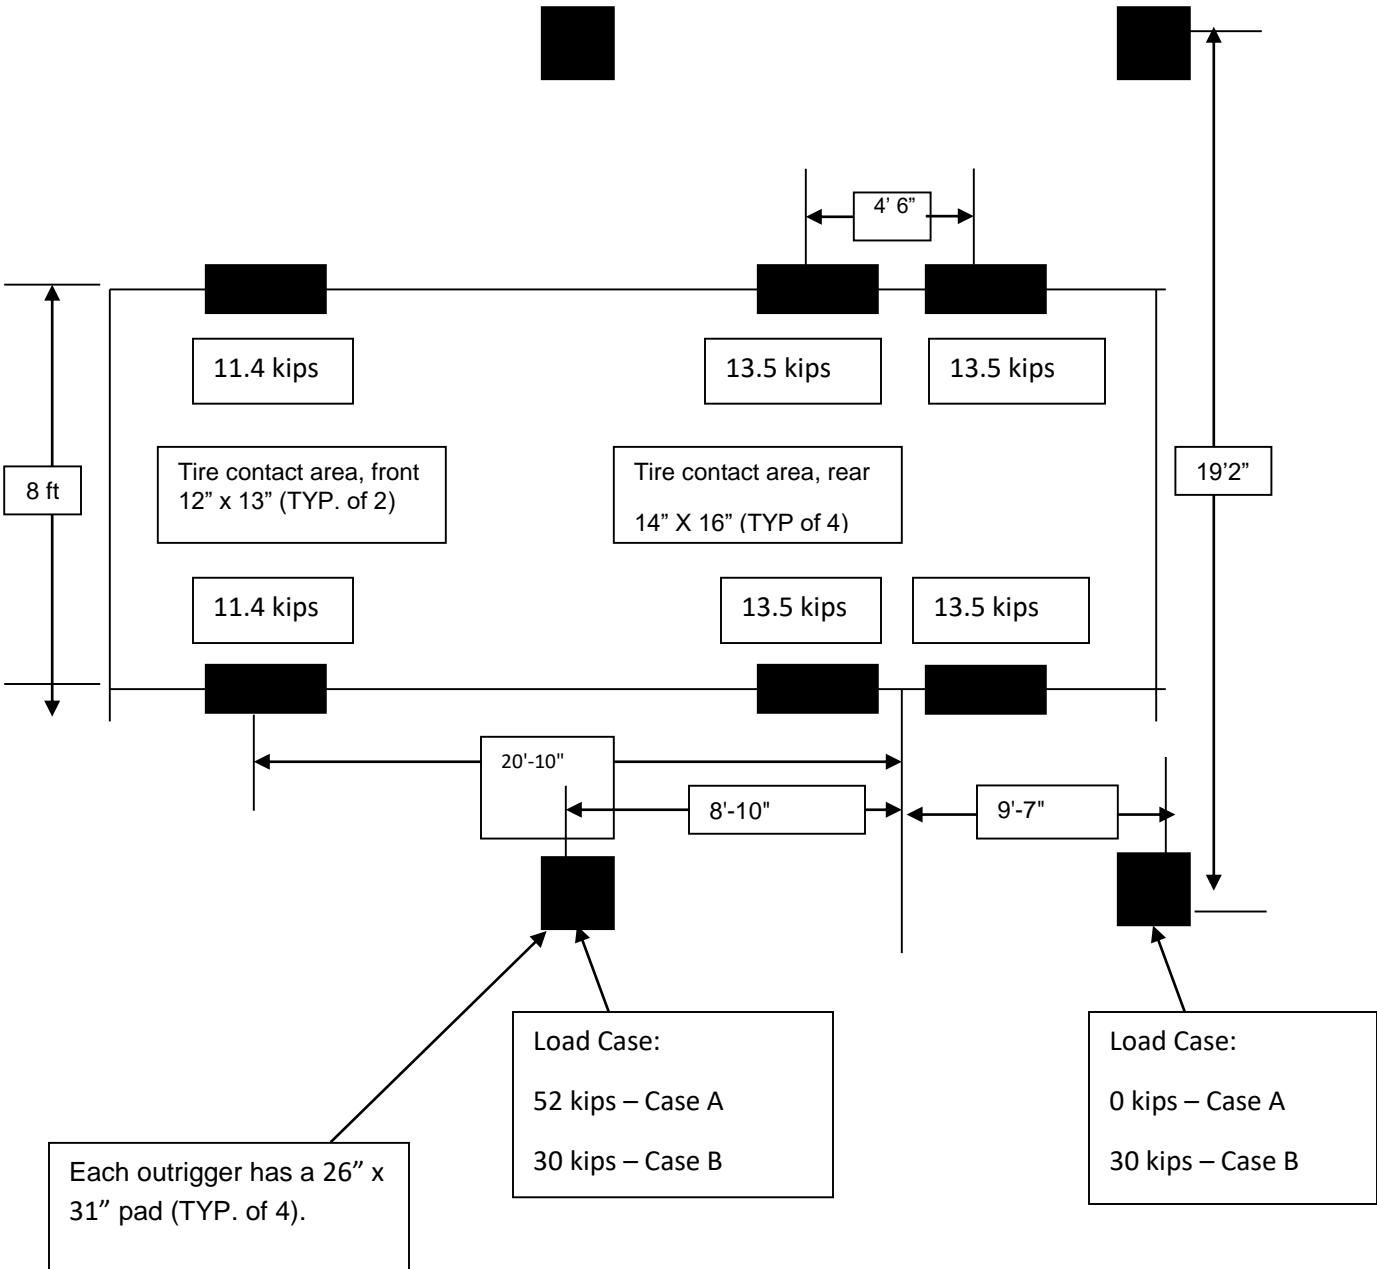 4' 6”
11.4 kips
13.5 kips
13.5 kips
8 ft
Tire contact area, front
12” x 13” (TYP. of 2)
Tire contact area, rear
14” X 16” (TYP of 4)
19’2”
11.4 kips
13.5 kips
13.5 kips
20'-10"
8'-10"
9'-7"
Load Case:
52 kips – Case A
30 kips – Case B
Load Case:
0 kips – Case A
30 kips – Case B
Each outrigger has a 26” x
31” pad (TYP. of 4).